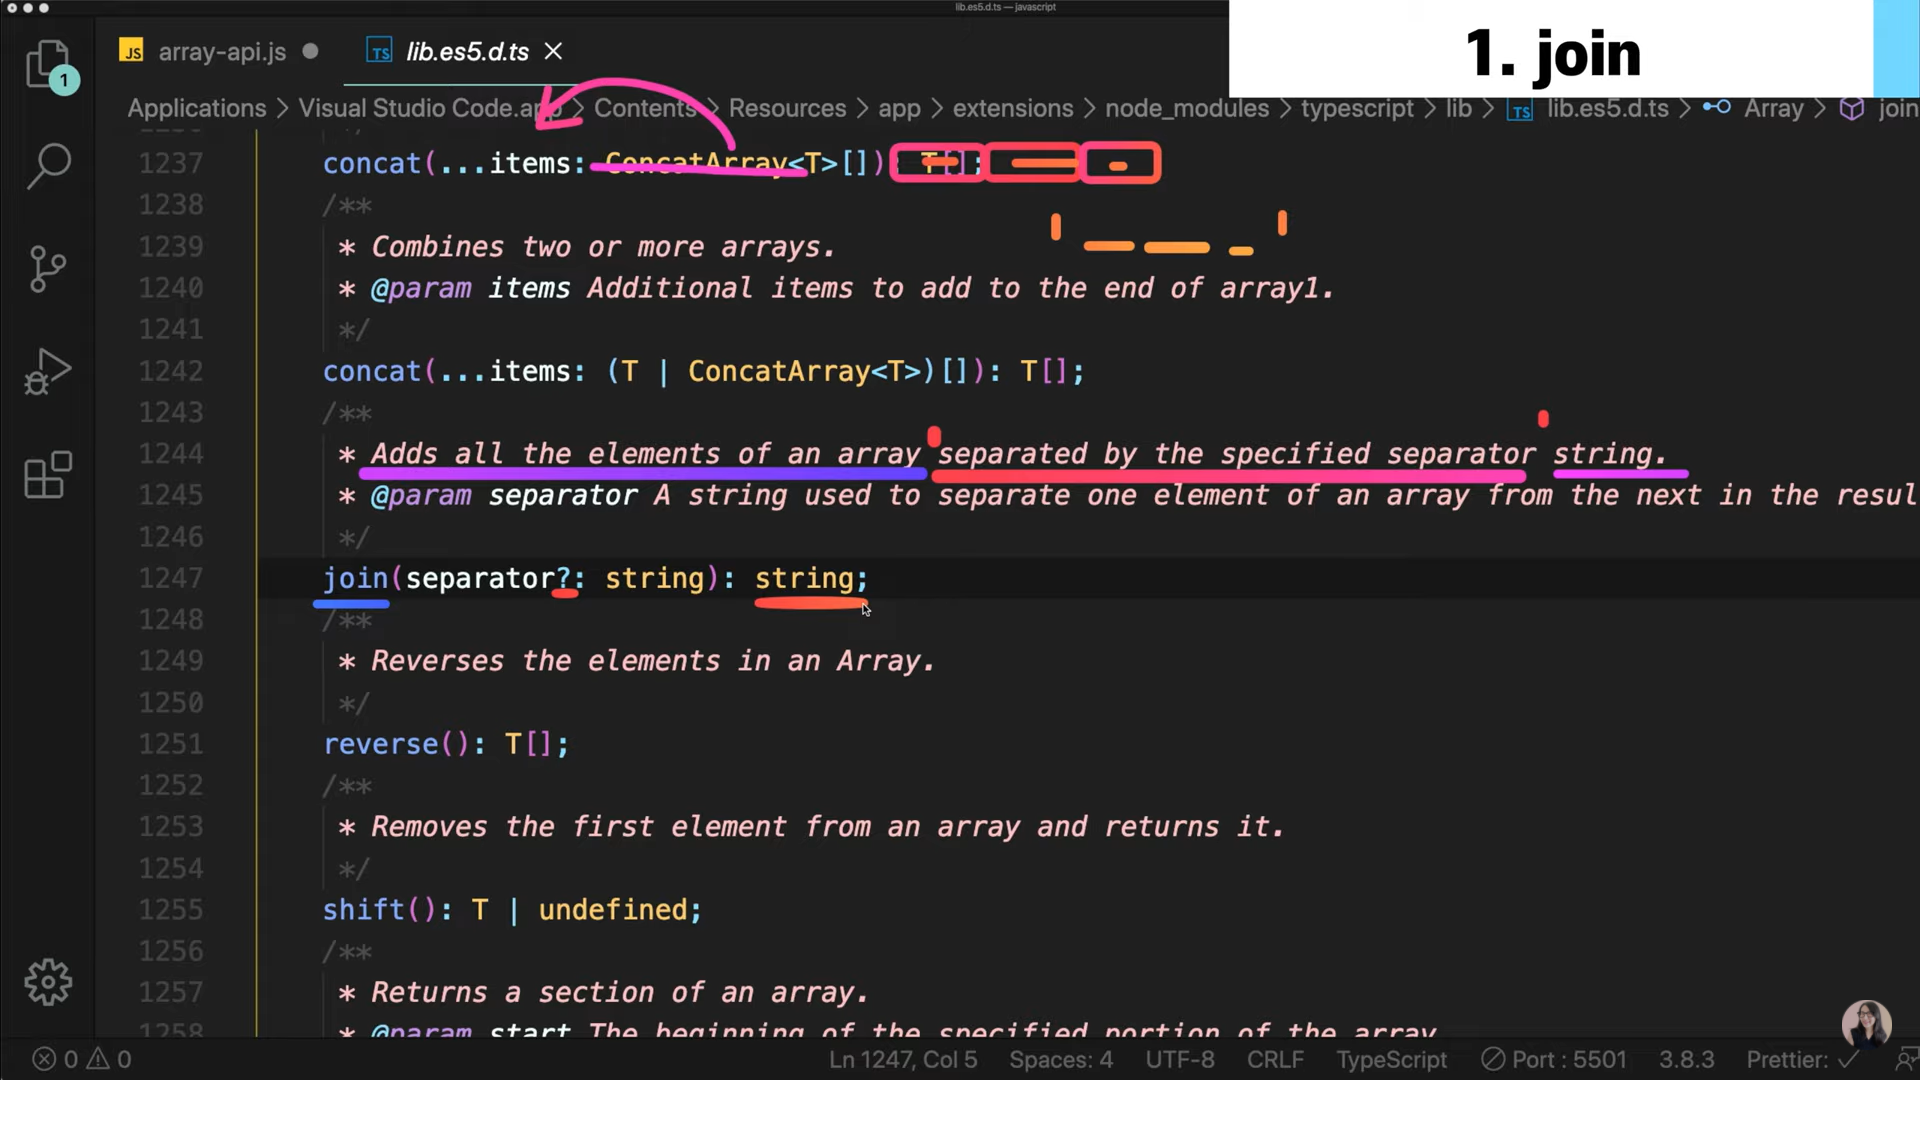 lib.es5.d.ts — javascript
1. join
JS array-api.js
TS lib.es5.d.ts
1
Applications > Visual Studio Code.app > Contents > Resources > app > extensions > node_modules > typescript > lib > TS lib.es5.d.ts > Array > join
1237 concat(...items: ConcatArray<T>[]): T[];
1238 /**
1239 * Combines two or more arrays.
1240 * @param items Additional items to add to the end of array1.
1241 */
1242 concat(...items: (T | ConcatArray<T>)[]): T[];
1243 /**
1244 * Adds all the elements of an array separated by the specified separator string.
1245 * @param separator A string used to separate one element of an array from the next in the resul
1246 */
1247 join(separator?: string): string;
1248 /**
1249 * Reverses the elements in an Array.
1250 */
1251 reverse(): T[];
1252 /**
1253 * Removes the first element from an array and returns it.
1254 */
1255 shift(): T | undefined;
1256 /**
1257 * Returns a section of an array.
1258 * @param start The beginning of the specified portion of the array
0 0 Ln 1247, Col 5 Spaces: 4 UTF-8 CRLF TypeScript Port : 5501 3.8.3 Prettier: ✓